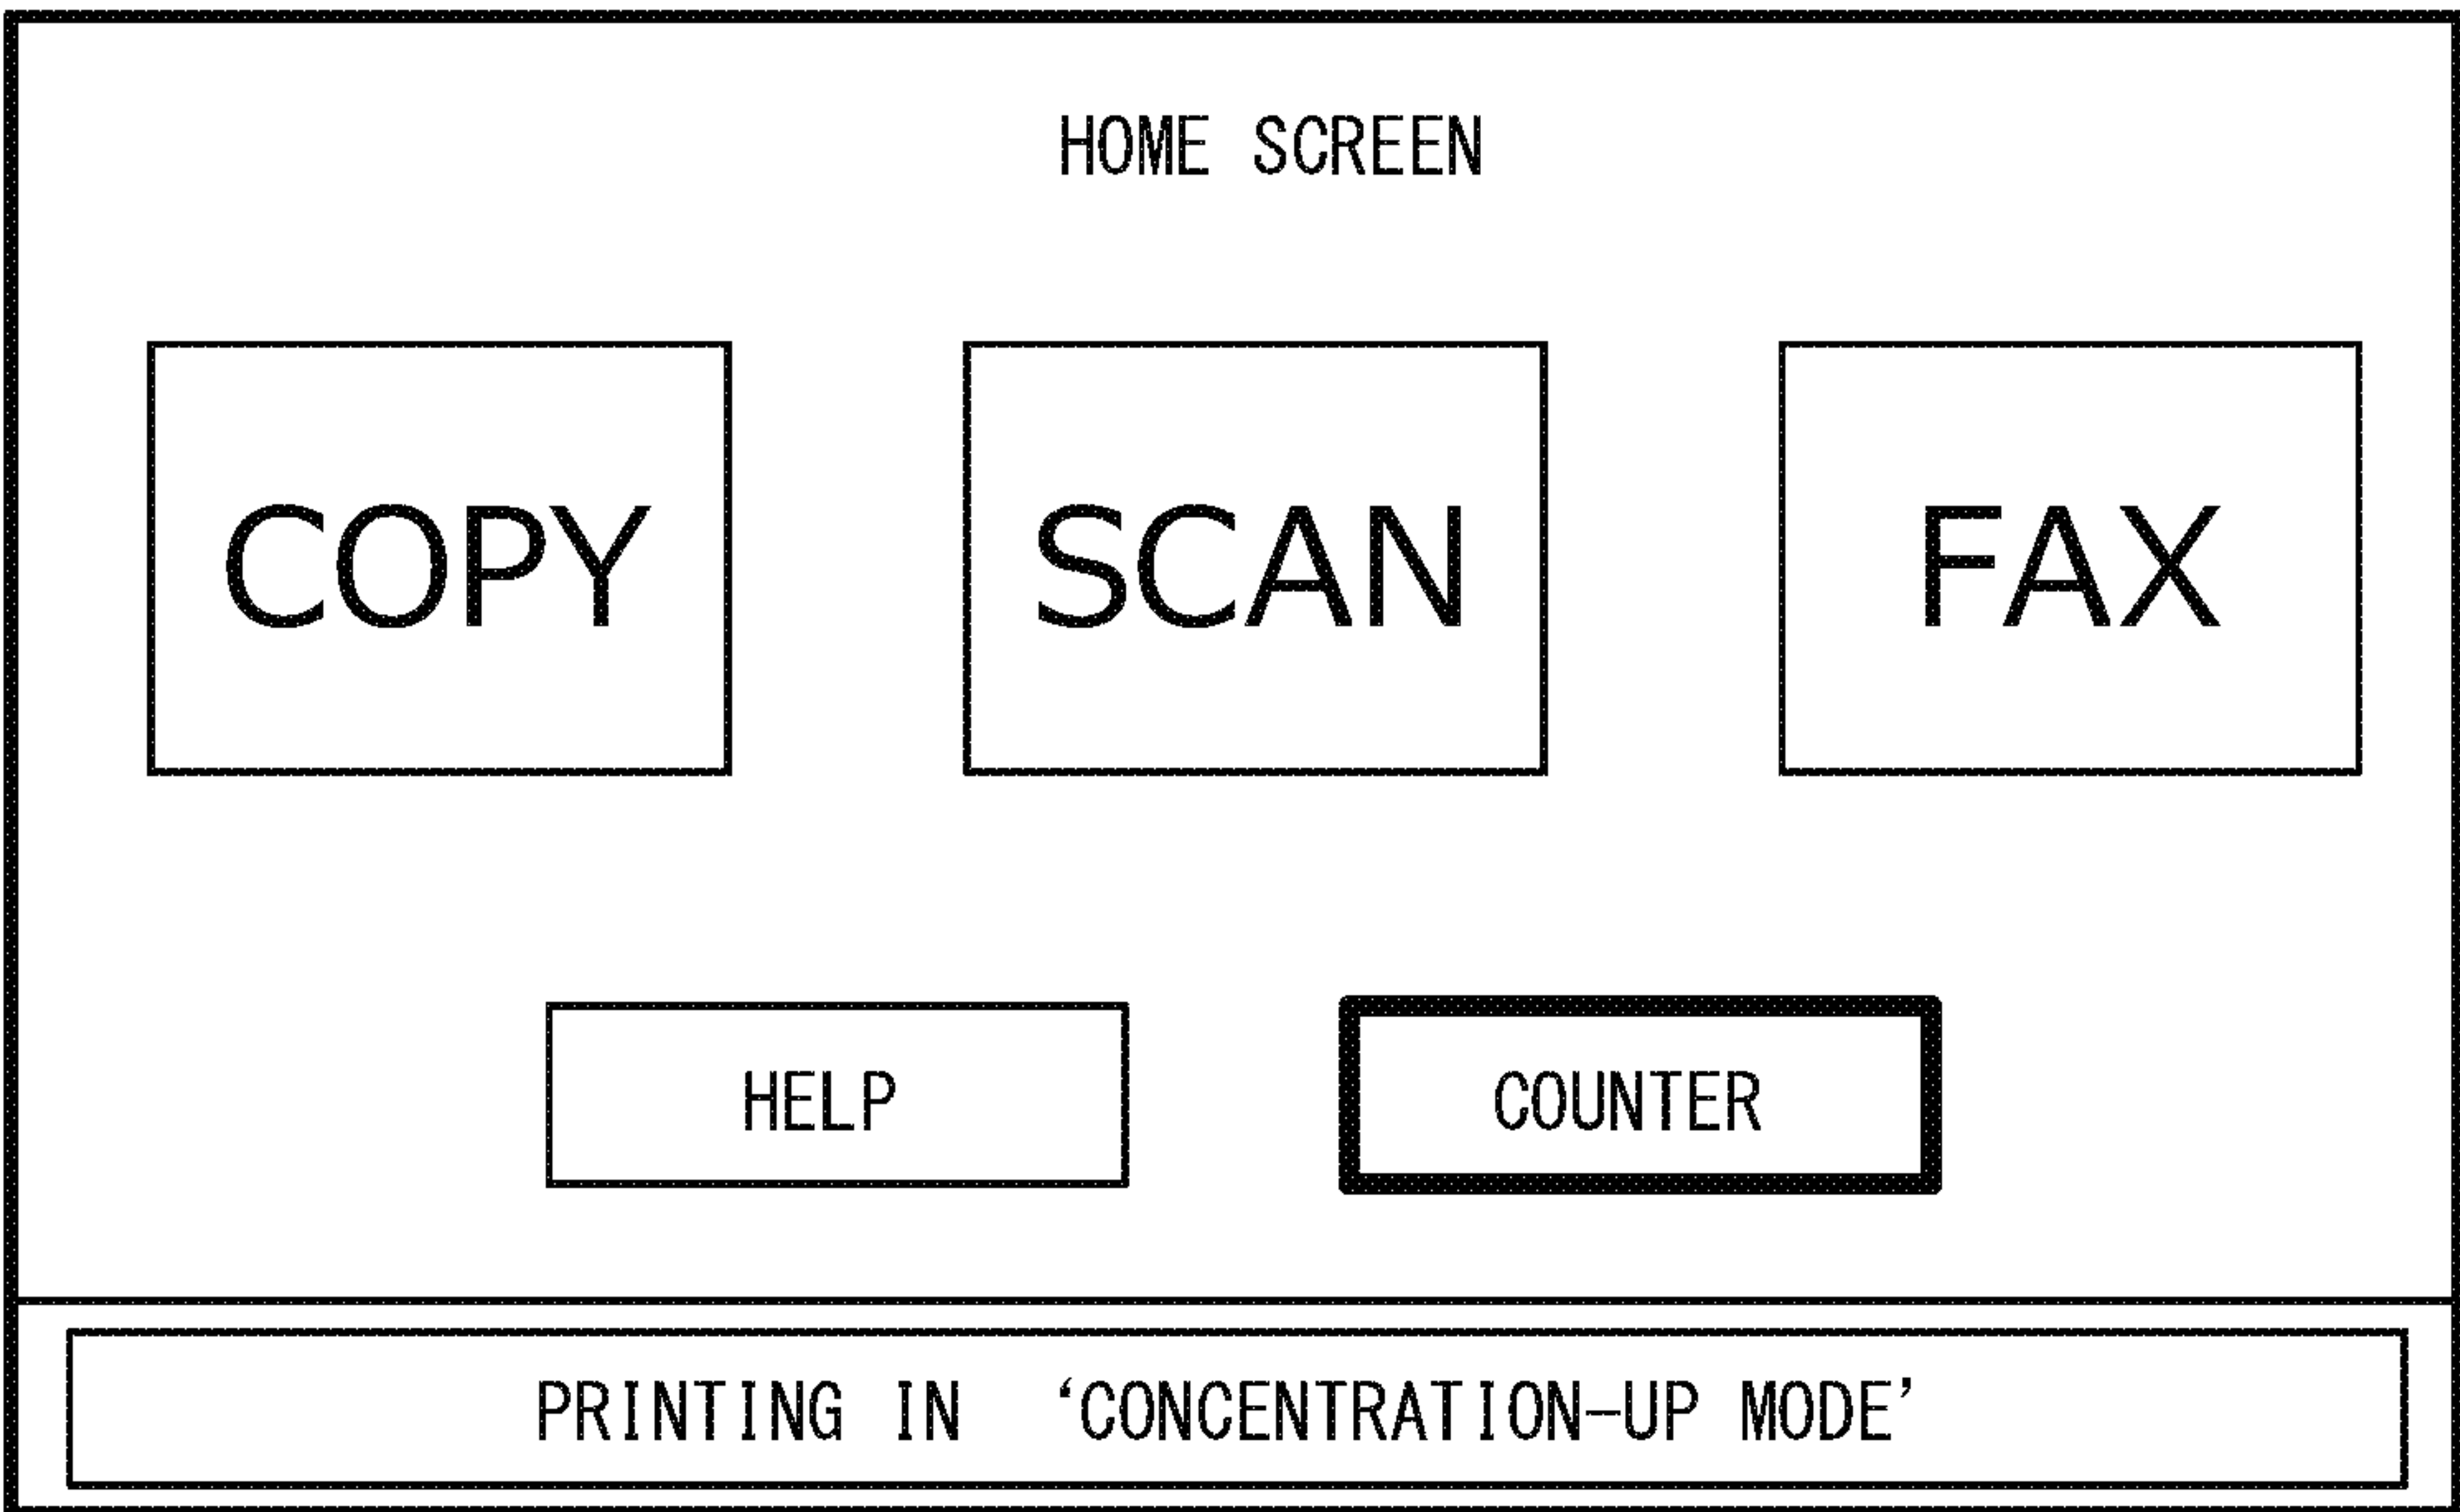 HOME SCREEN
COPY
SCAN
FAX
HELP
COUNTER
PRINTING IN ‘CONCENTRATION-UP MODE’